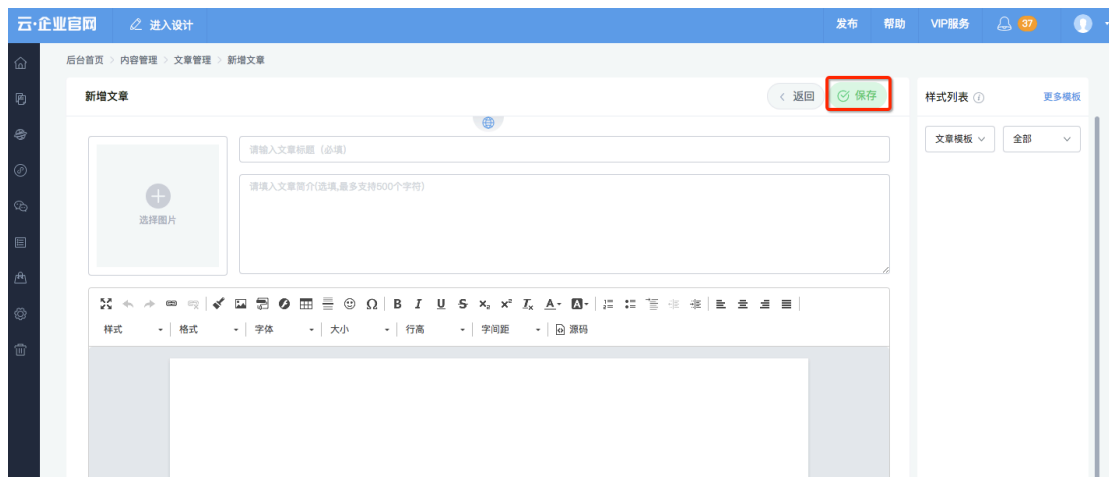 云·企业官网 进入设计 发布 帮助 VIP服务 37
后台首页 > 内容管理 > 文章管理 > 新增文章
新增文章 < 返回 保存 样式列表 更多模板
文章模板 全部
请输入文章标题（必填）
请填入文章简介(选填,最多支持500个字符)
选择图片
Ω B I U S x₂ x² Tx A A
样式 格式 字体 大小 行高 字间距 源码